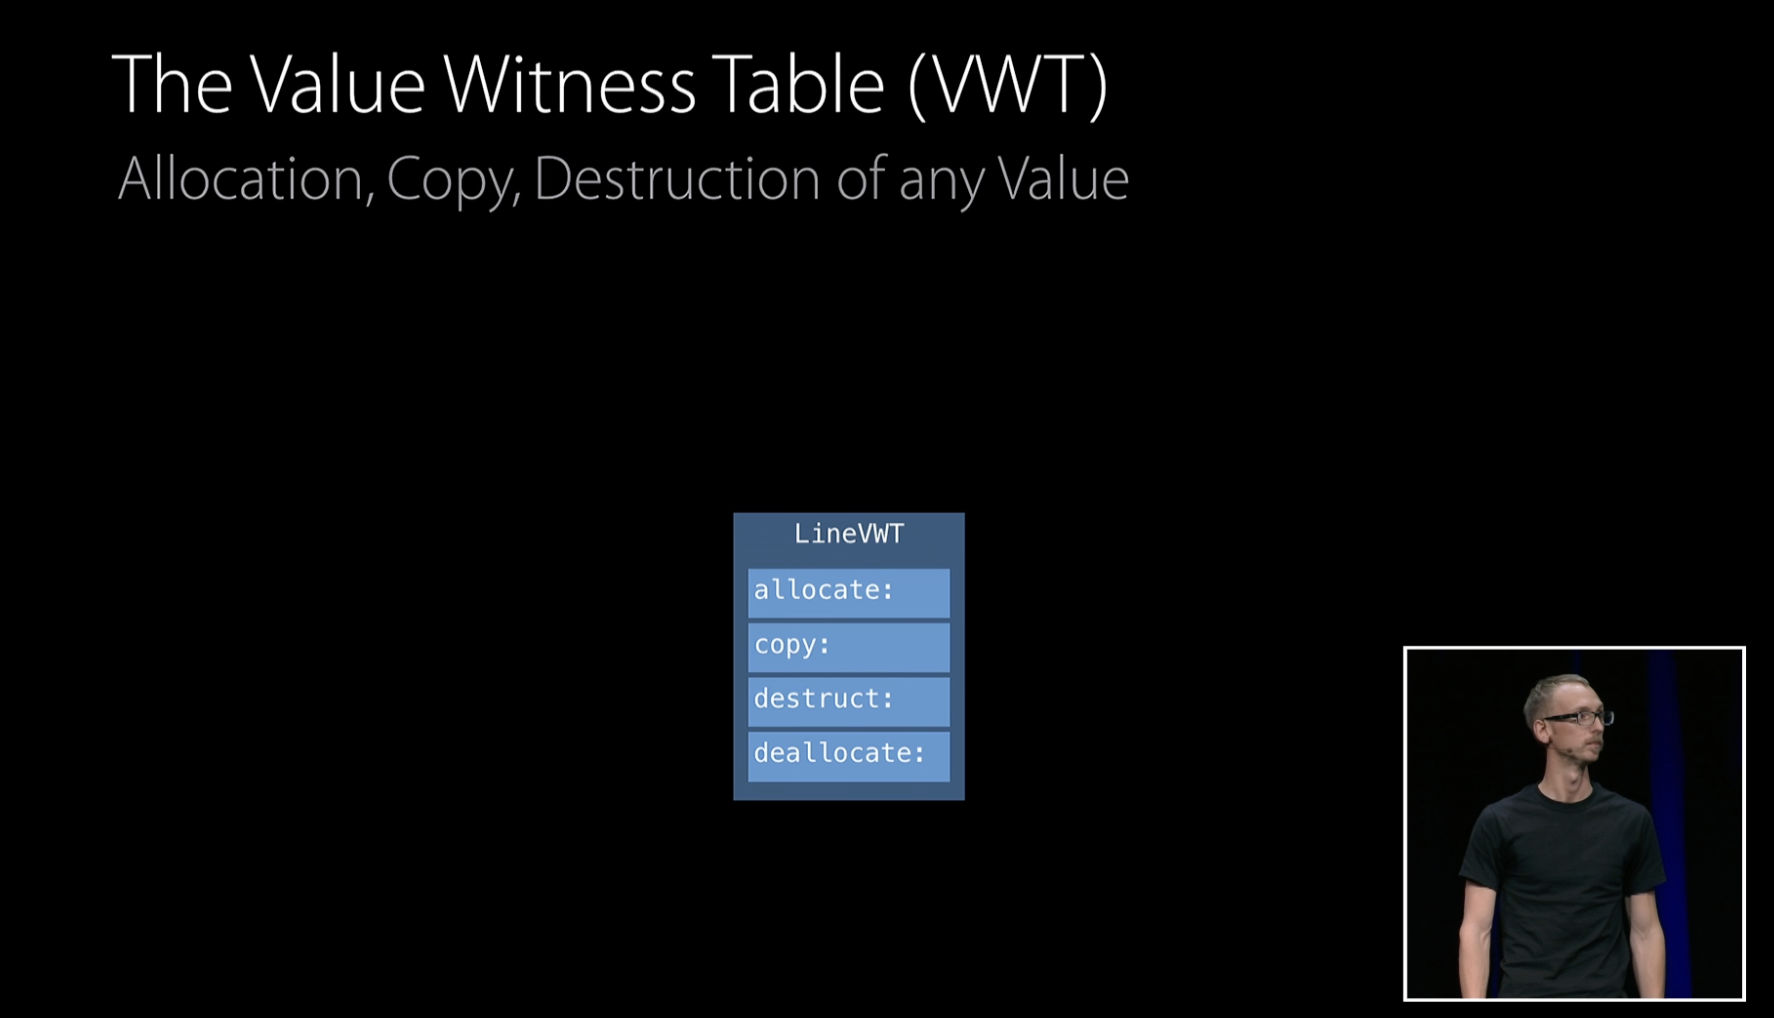 The Value Witness Table (VWT)
Allocation, Copy, Destruction of any Value
LineVWT
allocate:
copy:
destruct:
deallocate: